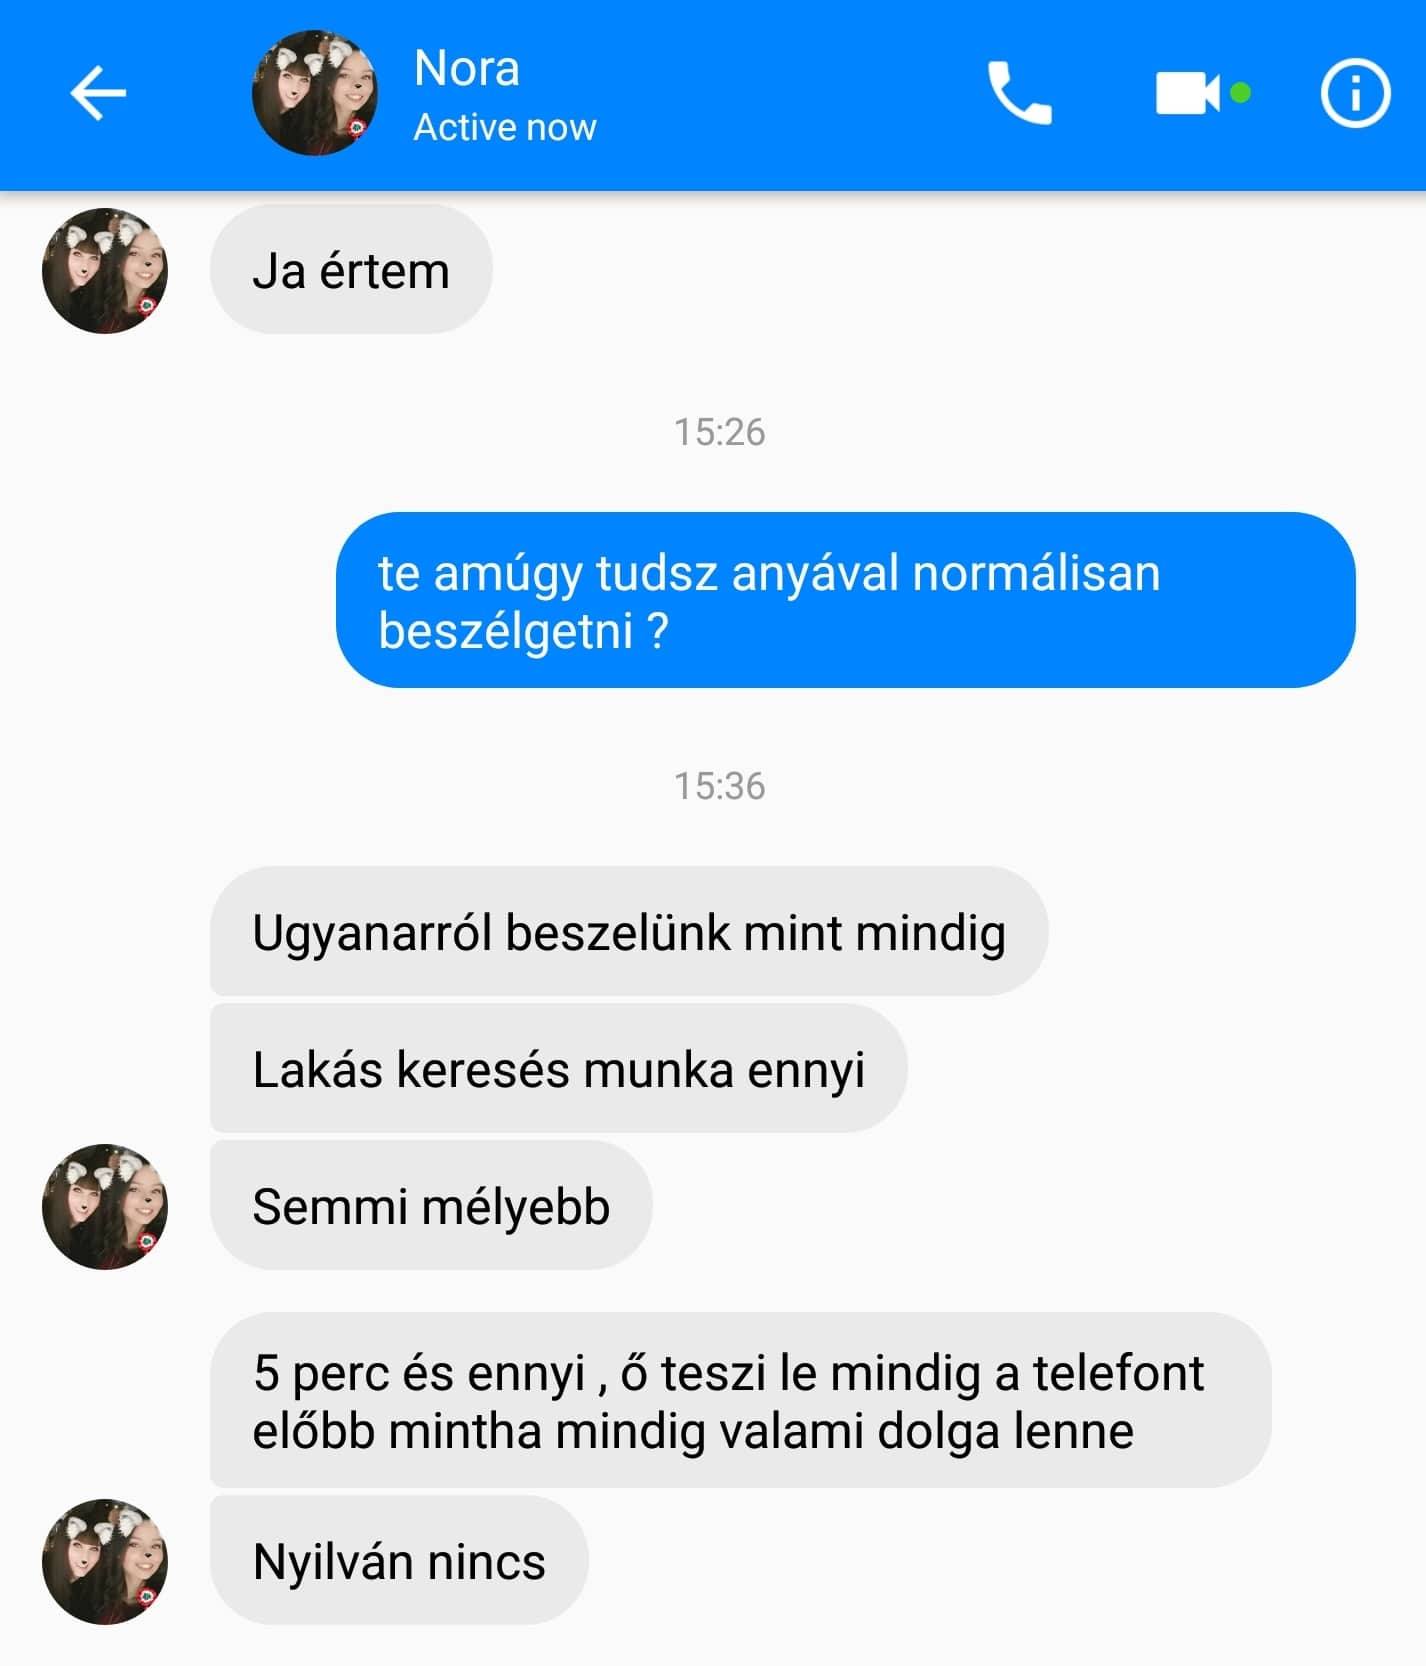 Nora
Active now
Ja értem
15:26
te amúgy tudsz anyával normálisan
beszélgetni ?
15:36
Ugyanarról beszelünk mint mindig
Lakás keresés munka ennyi
Semmi mélyebb
5 perc és ennyi , ő teszi le mindig a telefont
előbb mintha mindig valami dolga lenne
Nyilván nincs